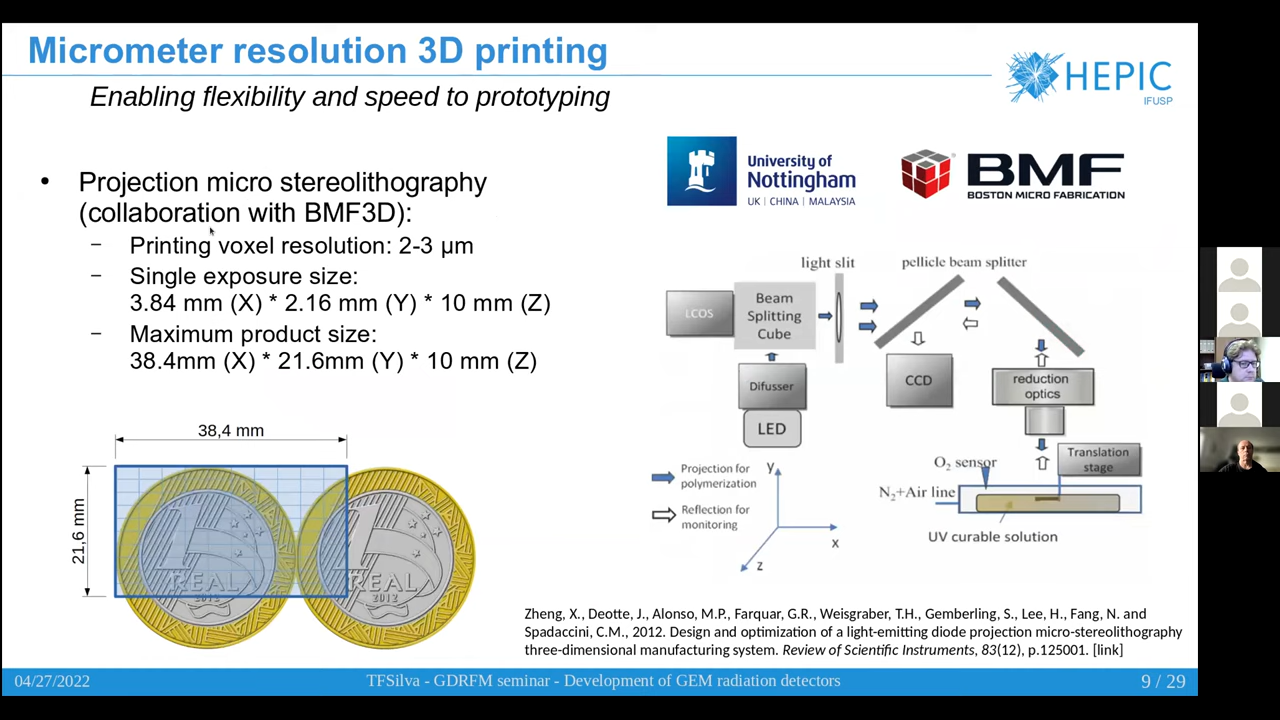 Micrometer resolution 3D printing
Enabling flexibility and speed to prototyping
HEPIC
IFUSP
• Projection micro stereolithography
(collaboration with BMF3D):
– Printing voxel resolution: 2-3 µm
– Single exposure size:
3.84 mm (X) * 2.16 mm (Y) * 10 mm (Z)
– Maximum product size:
38.4mm (X) * 21.6mm (Y) * 10 mm (Z)
University of
Nottingham
UK | CHINA | MALAYSIA
BMF
BOSTON MICRO FABRICATION
light slit
pellicle beam splitter
LCOS
Beam
Splitting
Cube
Difusser
LED
CCD
reduction
optics
O2 sensor
Translation
stage
N2+Air line
UV curable solution
Projection for
polymerization
Reflection for
monitoring
y
x
z
38,4 mm
21,6 mm
1
REAL
2012
1
REAL
2012
Zheng, X., Deotte, J., Alonso, M.P., Farquar, G.R., Weisgraber, T.H., Gemberling, S., Lee, H., Fang, N. and
Spadaccini, C.M., 2012. Design and optimization of a light-emitting diode projection micro-stereolithography
three-dimensional manufacturing system. Review of Scientific Instruments, 83(12), p.125001. [link]
04/27/2022
TFSilva - GDRFM seminar - Development of GEM radiation detectors
9 / 29